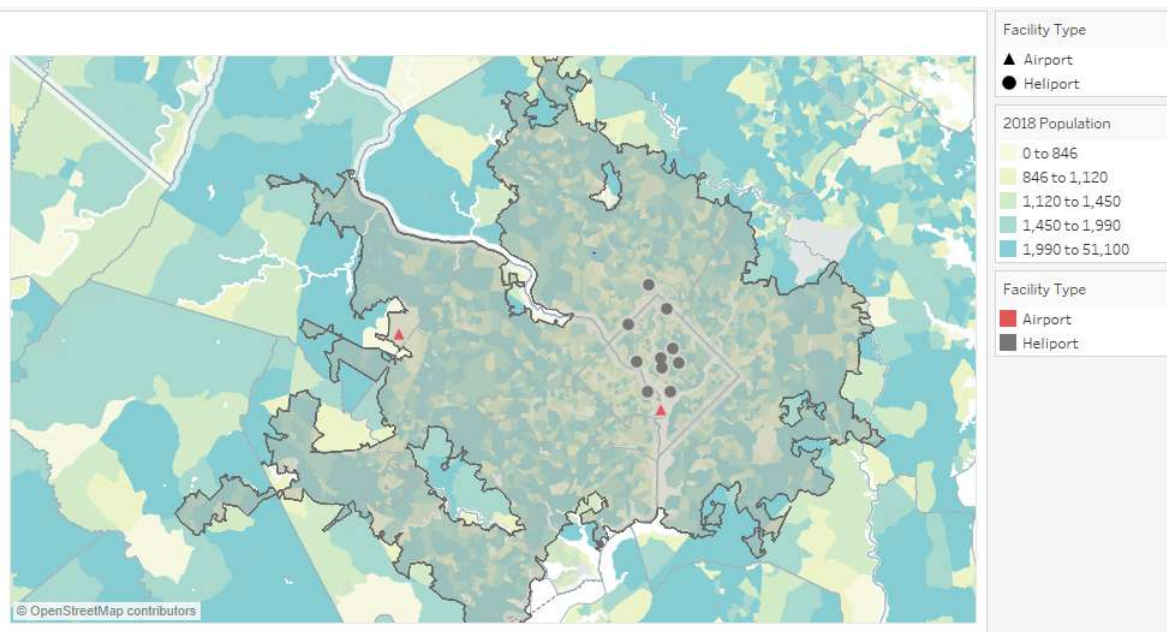 Facility Type
Airport
Heliport
2018 Population
0 to 846
846 to 1,120
1,120 to 1,450
1,450 to 1,990
1,990 to 51,100
Facility Type
Airport
Heliport
© OpenStreetMap contributors